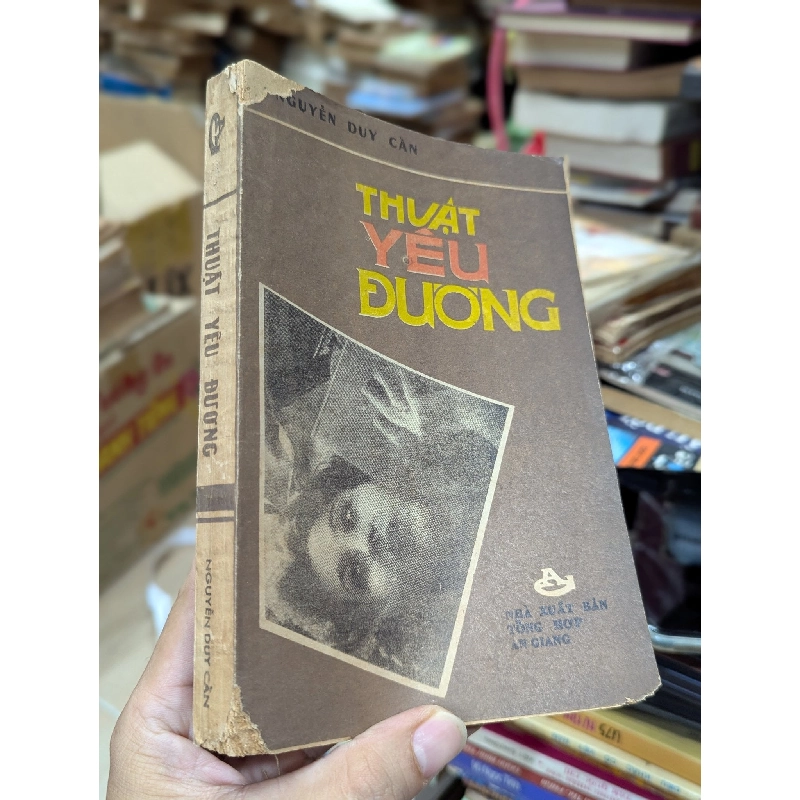 NGUYỄN DUY CẦN
THUẬT
YÊU
ĐƯƠNG
NHÀ XUẤT BẢN
TỔNG HỢP
AN GIANG
THUẬT YÊU ĐƯƠNG
NGUYỄN DUY CẦN